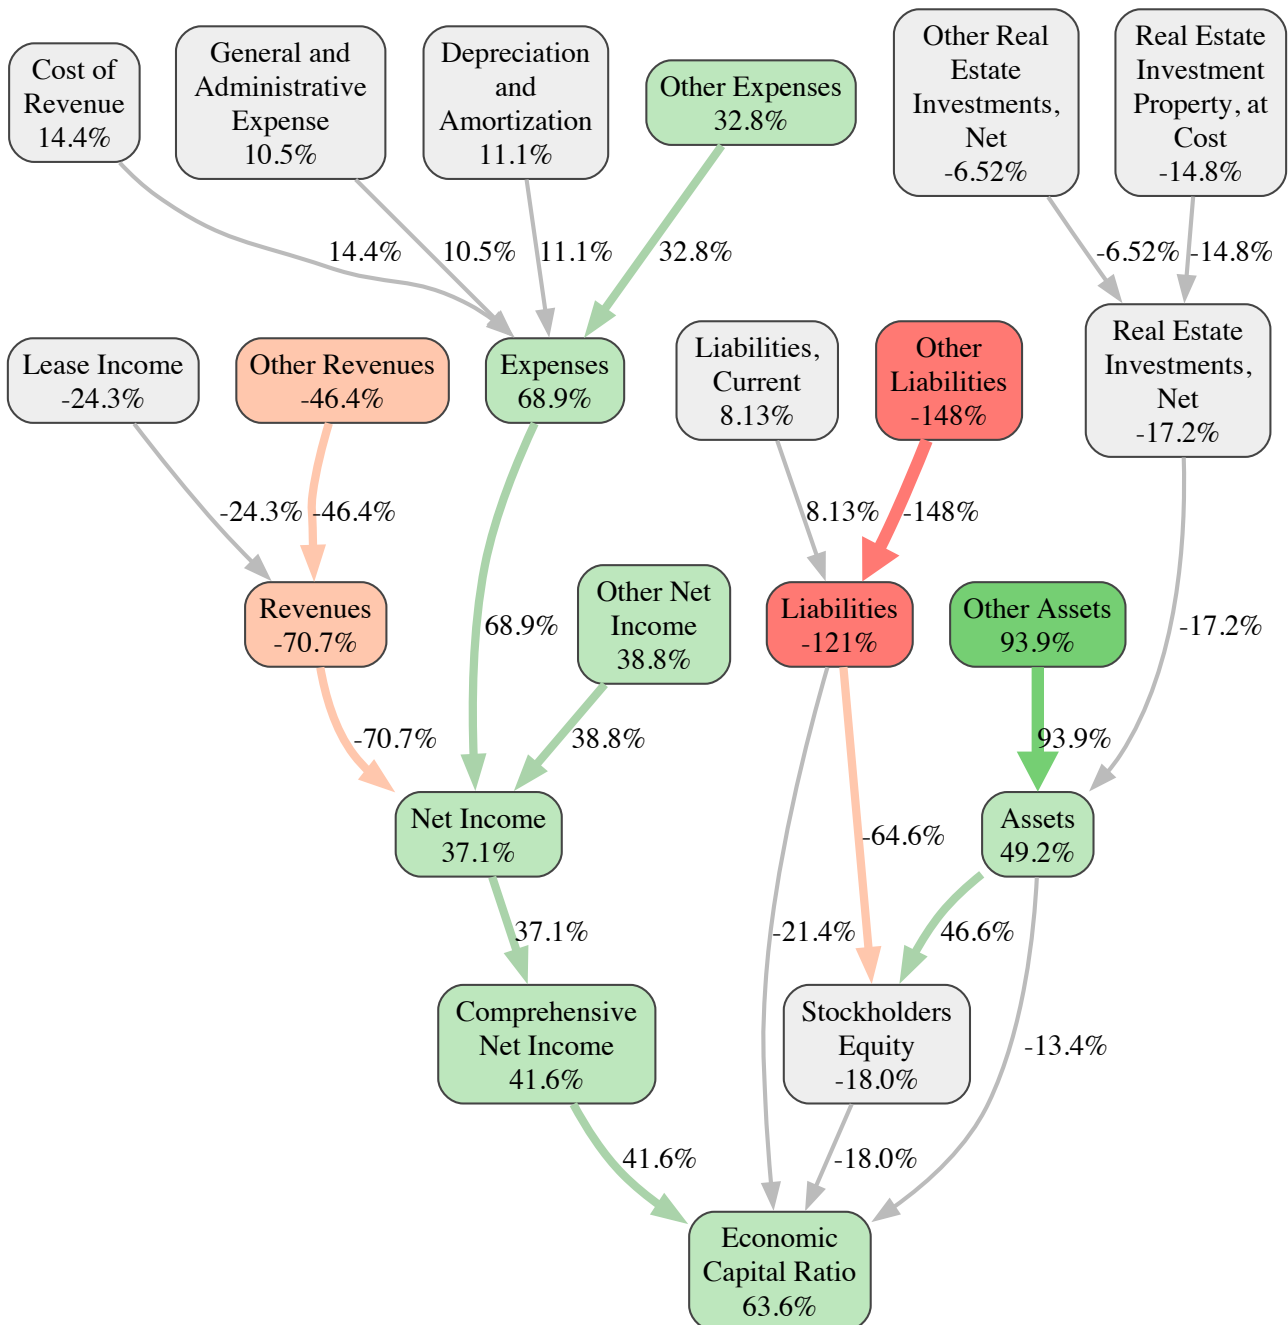 Cost of
Revenue
14.4%
General and
Administrative
Expense
10.5%
Depreciation
and
Amortization
11.1%
Other Expenses
32.8%
Other Real
Estate
Investments,
Net
-6.52%
Real Estate
Investment
Property, at
Cost
-14.8%
14.4%
10.5%
11.1%
32.8%
-6.52%
-14.8%
Lease Income
-24.3%
Other Revenues
-46.4%
Expenses
68.9%
Liabilities,
Current
8.13%
Other
Liabilities
-148%
Real Estate
Investments,
Net
-17.2%
-24.3%
-46.4%
8.13%
-148%
Revenues
-70.7%
68.9%
Other Net
Income
38.8%
Liabilities
-121%
Other Assets
93.9%
-17.2%
-70.7%
38.8%
93.9%
Net Income
37.1%
-64.6%
Assets
49.2%
37.1%
-21.4%
46.6%
Comprehensive
Net Income
41.6%
Stockholders
Equity
-18.0%
-13.4%
41.6%
-18.0%
Economic
Capital Ratio
63.6%